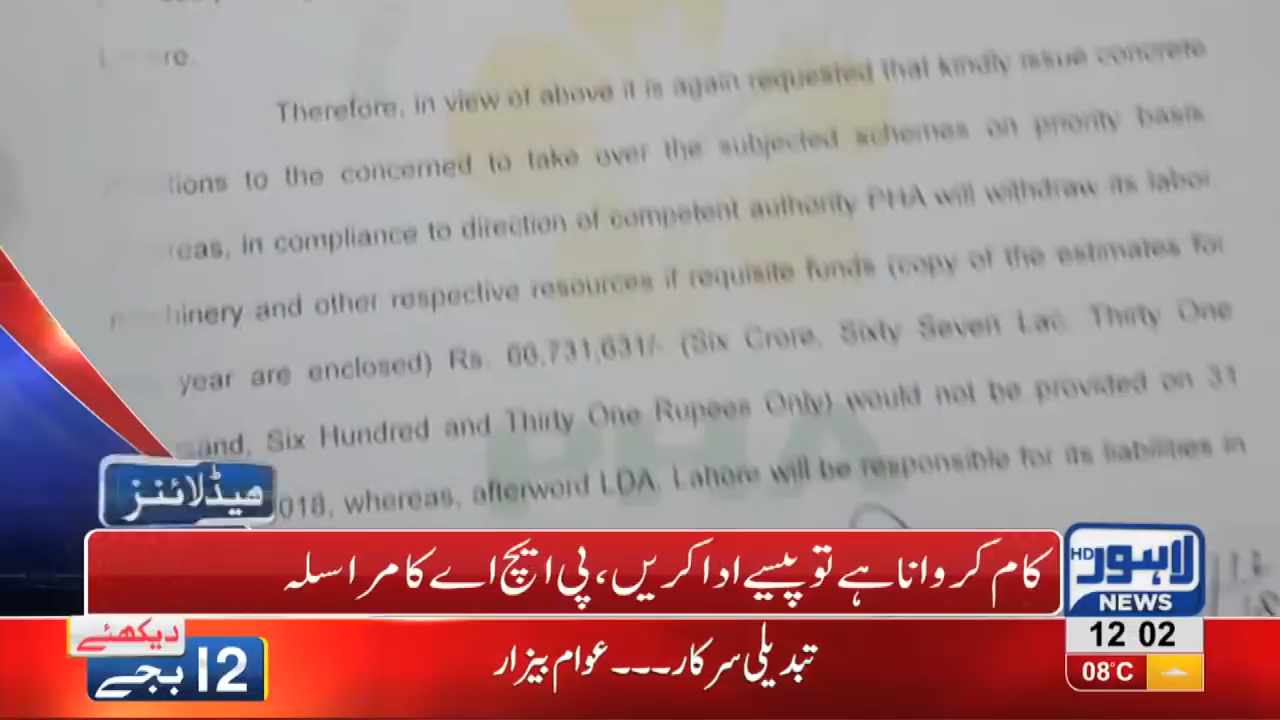 Therefore, in view of above it is again requested that kindly issue concrete
to the concerned to take over the subjected schemes on priority basis
in compliance to direction of competent authority PHA will withdraw its labor,
and other respective resources if requisite funds (copy of the estimates for
year are enclosed) Rs. 66,731,631/- (Six Crore, Sixty Seven Lac, Thirty One
Six Hundred and Thirty One Rupees Only) would not be provided on 31
018, whereas, afterword LDA, Lahore will be responsible for its liabilities in
PHA
ہیڈلائنز
کام کروانا ہے تو پیسے ادا کریں، پی ایچ اے کا مراسلہ
HD لاہور
NEWS
12 02
08°C
دیکھئے
12 بجے
تبدیلی سرکار۔۔۔عوام بیزار